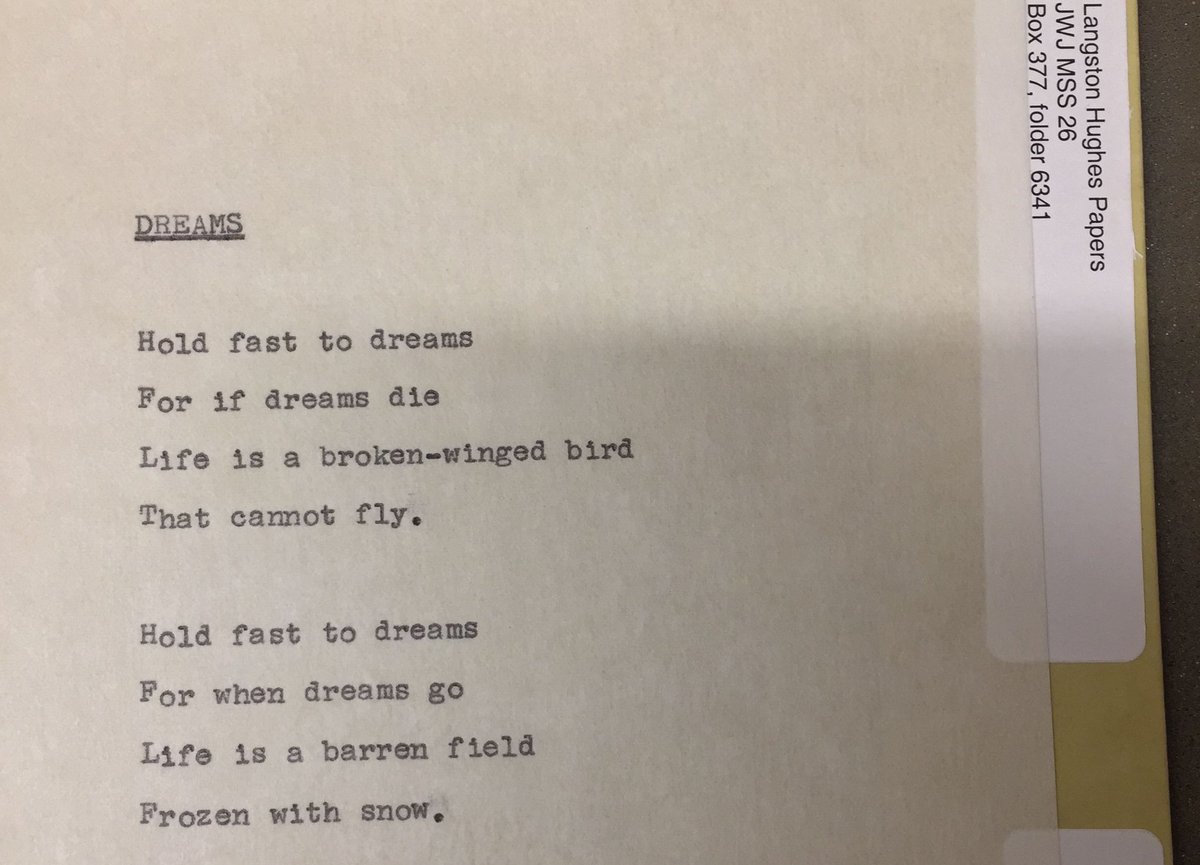 DREAMS
Hold fast to dreams
For if dreams die
Life is a broken-winged bird
That cannot fly.
Hold fast to dreams
For when dreams go
Life is a barren field
Frozen with snow.
Langston Hughes Papers
JWJ MSS 26
Box 377, folder 6341